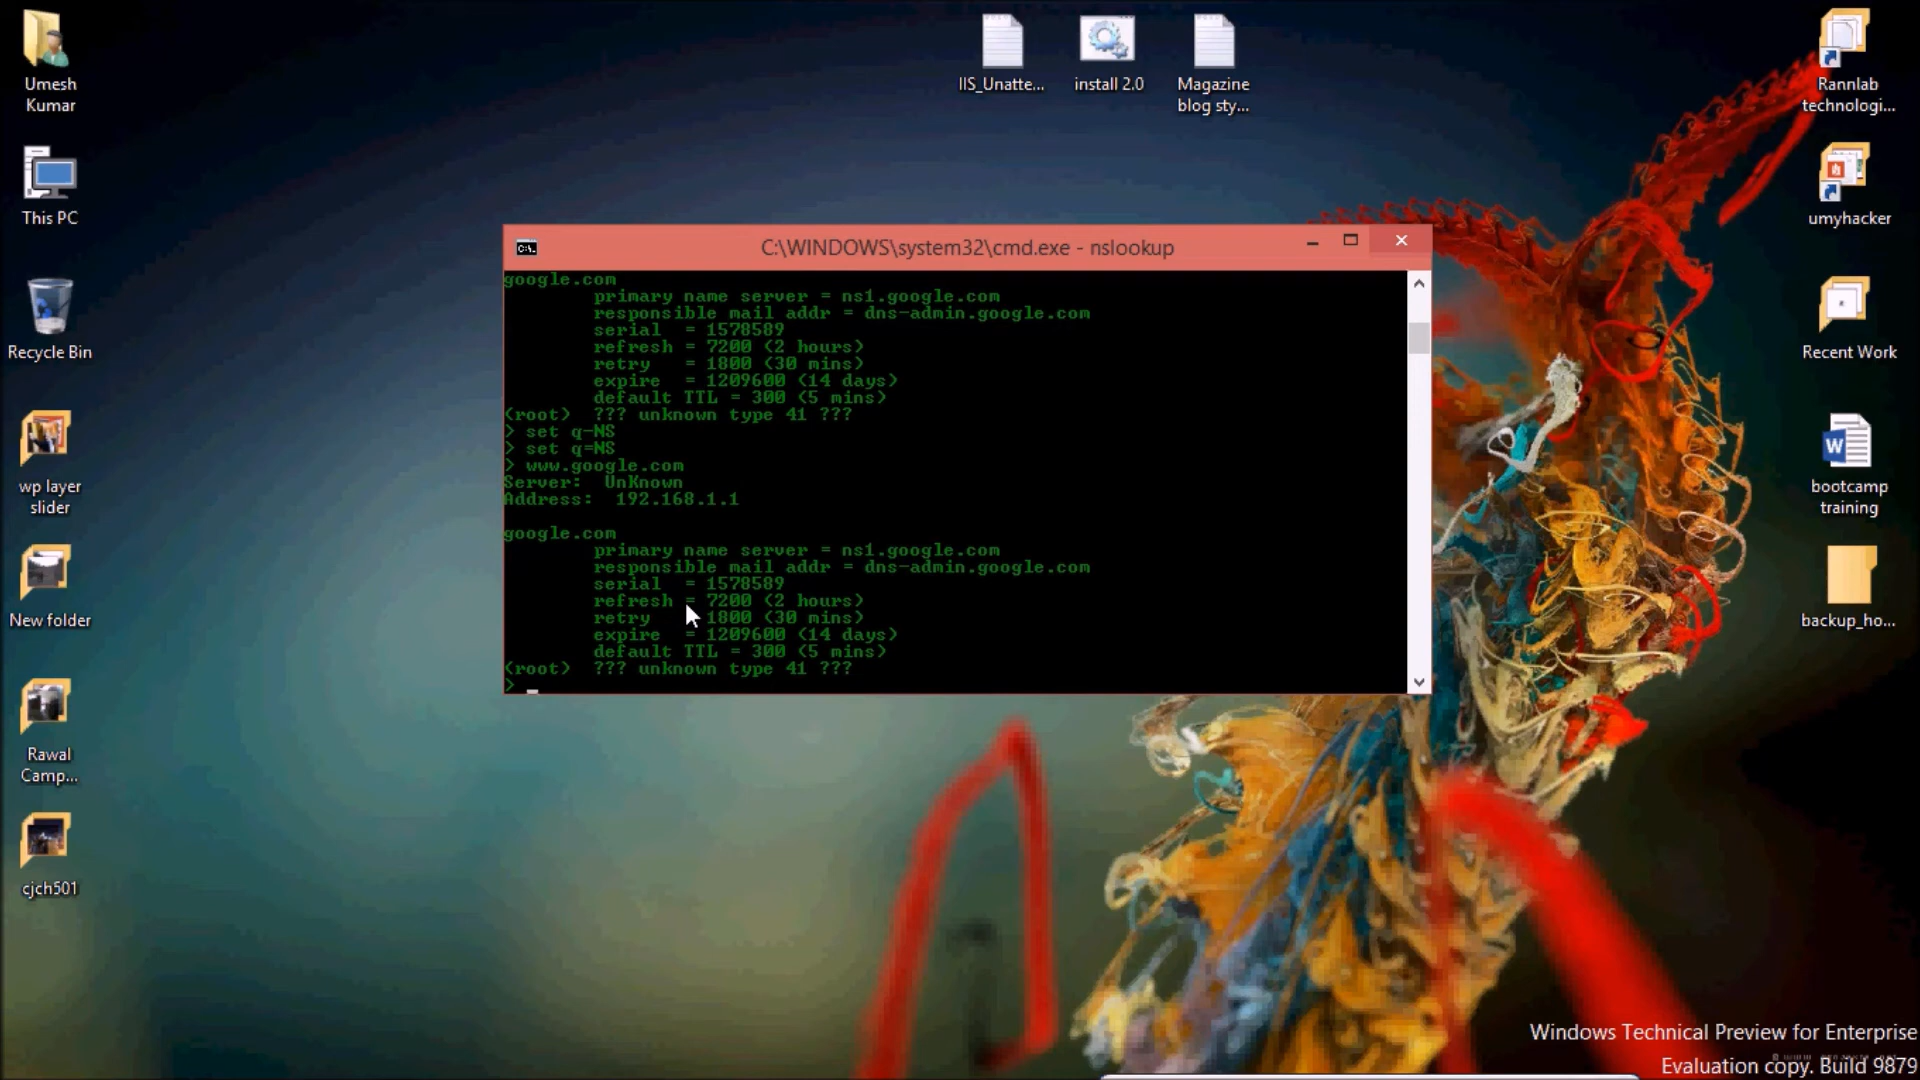 Umesh
Kumar
This PC
Recycle Bin
wp layer
slider
New folder
Rawal
Camp...
cjch501
IIS_Unatte...
install 2.0
Magazine
blog sty...
Rannlab
technologi...
umyhacker
Recent Work
bootcamp
training
backup_ho...
C:\WINDOWS\system32\cmd.exe - nslookup
google.com
primary name server = ns1.google.com
responsible mail addr = dns-admin.google.com
serial = 1578589
refresh = 7200 (2 hours)
retry = 1800 (30 mins)
expire = 1209600 (14 days)
default TTL = 300 (5 mins)
(root) ??? unknown type 41 ???
> set q-NS
> set q=NS
> www.google.com
Server: UnKnown
Address: 192.168.1.1
google.com
primary name server = ns1.google.com
responsible mail addr = dns-admin.google.com
serial = 1578589
refresh = 7200 (2 hours)
retry = 1800 (30 mins)
expire = 1209600 (14 days)
default TTL = 300 (5 mins)
(root) ??? unknown type 41 ???
>
Windows Technical Preview for Enterprise
Evaluation copy. Build 9879